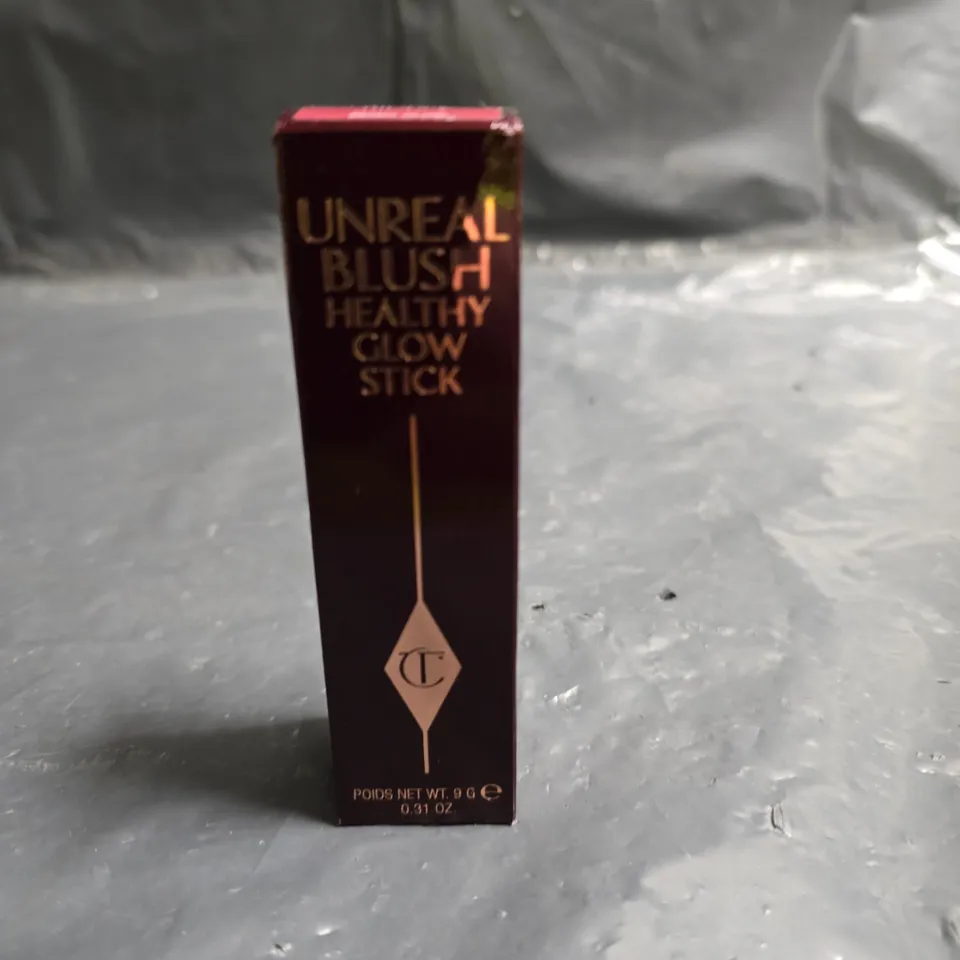 UNREAL
BLUSH
HEALTHY
GLOW
STICK
CT
POIDS NET WT. 9 G ℮
0.31 OZ.